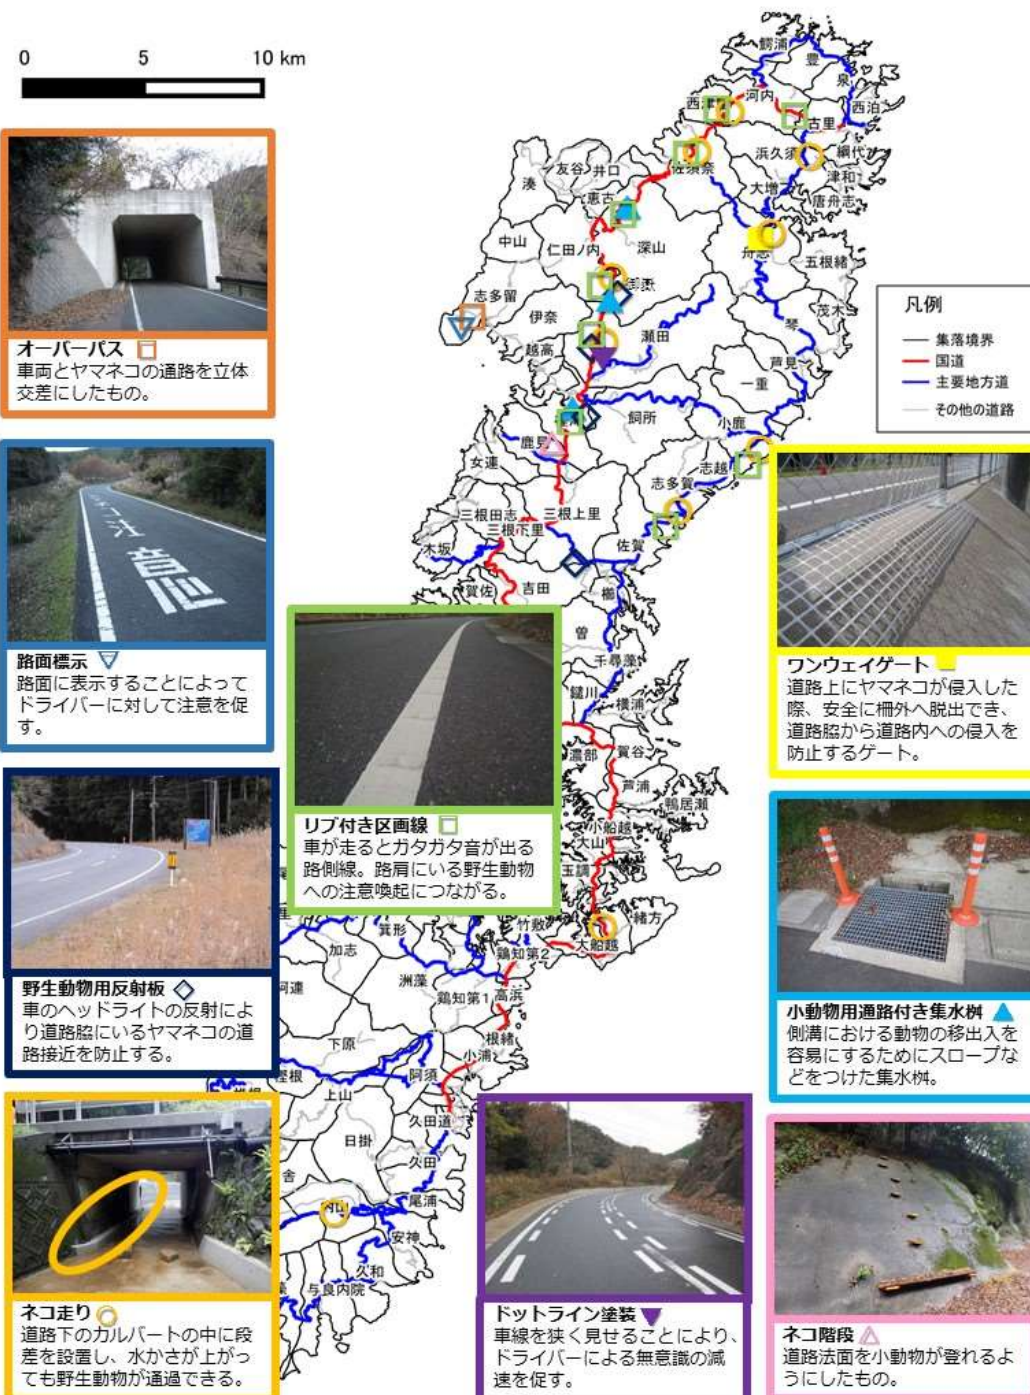 0 5 10 km
オーバーパス
車両とヤマネコの通路を立体
交差にしたもの。
路面標示
路面に表示することによって
ドライバーに対して注意を促
す。
野生動物用反射板
車のヘッドライトの反射によ
り道路脇にいるヤマネコの道
路接近を防止する。
ネコ走り
道路下のカルバートの中に段
差を設置し、水かさが上がっ
ても野生動物が通過できる。
リブ付き区画線
車が走るとガタガタ音が出る
路側線。路肩にいる野生動物
への注意喚起につながる。
ドットライン塗装
車線を狭く見せることにより、
ドライバーによる無意識の減
速を促す。
凡例
集落境界
国道
主要地方道
その他の道路
ワンウェイゲート
道路上にヤマネコが侵入した
際、安全に柵外へ脱出でき、
道路脇から道路内への侵入を
防止するゲート。
小動物用通路付き集水桝
側溝における動物の移出入を
容易にするためにスロープな
どをつけた集水桝。
ネコ階段
道路法面を小動物が登れるよ
うにしたもの。
鰐浦
豊
泉
河内
西泊
古里
浜久須
網代
津和
大増
唐舟志
佐須奈
友谷
井口
湊
恵古
中山
仁田ノ内
深山
舟志
五根緒
志多留
伊奈
茂木
琴
越高
瀬田
芦見
一重
飼所
小鹿
鹿見
女連
志越
志多賀
三根田志
三根上里
三根下里
佐賀
木坂
賀佐
吉田
櫛
曽
千尋藻
鑓川
横浦
濃部
賀谷
芦浦
鴨居瀬
小船越
大山
玉調
緒方
竹敷
大船越
箕形
加志
鶏知第2
洲藻
阿連
鶏知第1
高浜
根緒
下原
小浦
樫根
阿須
上山
久田道
日掛
久田
舎
内山
尾浦
安神
久和
与良内院